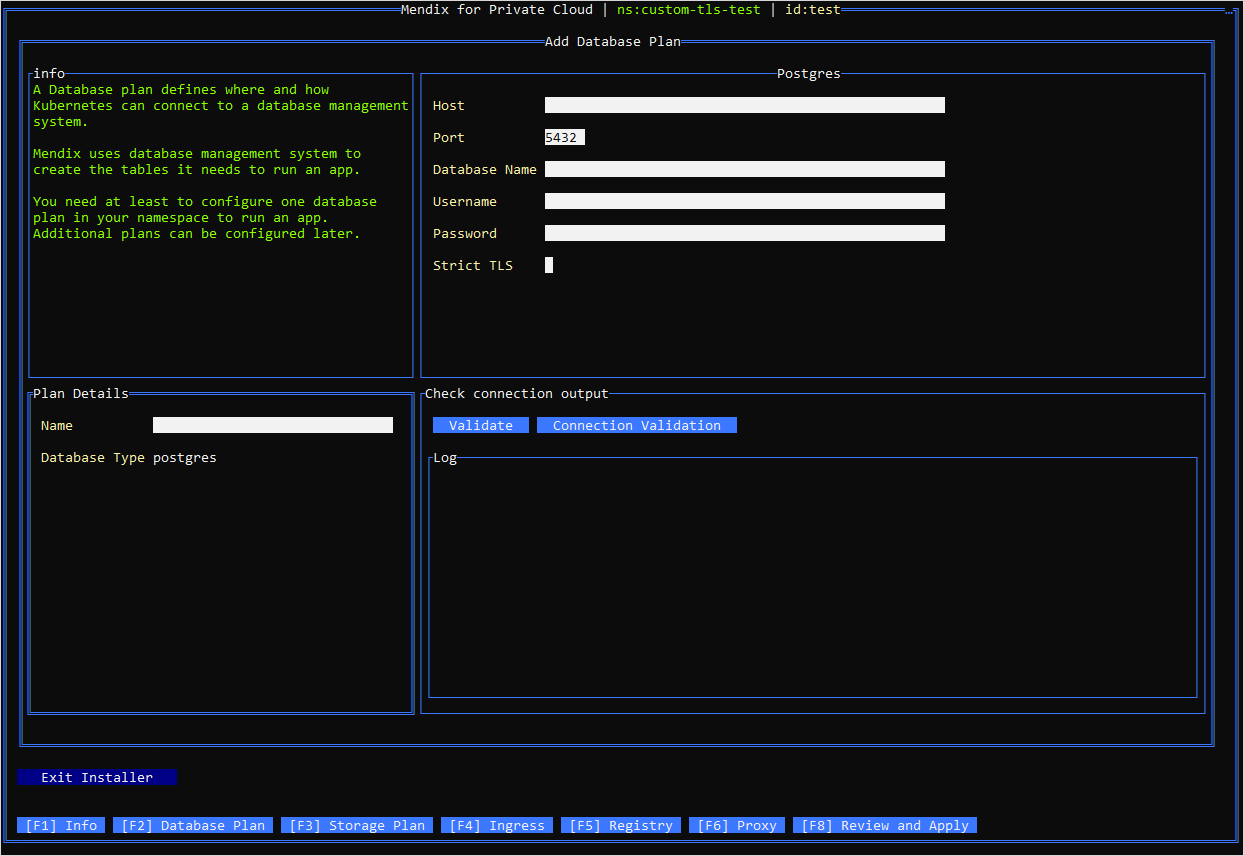 Mendix for Private Cloud | ns:custom-tls-test | id:test
…
Add Database Plan
info
A Database plan defines where and how
Kubernetes can connect to a database management
system.
Mendix uses database management system to
create the tables it needs to run an app.
You need at least to configure one database
plan in your namespace to run an app.
Additional plans can be configured later.
Postgres
Host
Port 5432
Database Name
Username
Password
Strict TLS
Plan Details
Name
Database Type postgres
Check connection output
Validate Connection Validation
Log
Exit Installer
[F1] Info [F2] Database Plan [F3] Storage Plan [F4] Ingress [F5] Registry [F6] Proxy [F8] Review and Apply